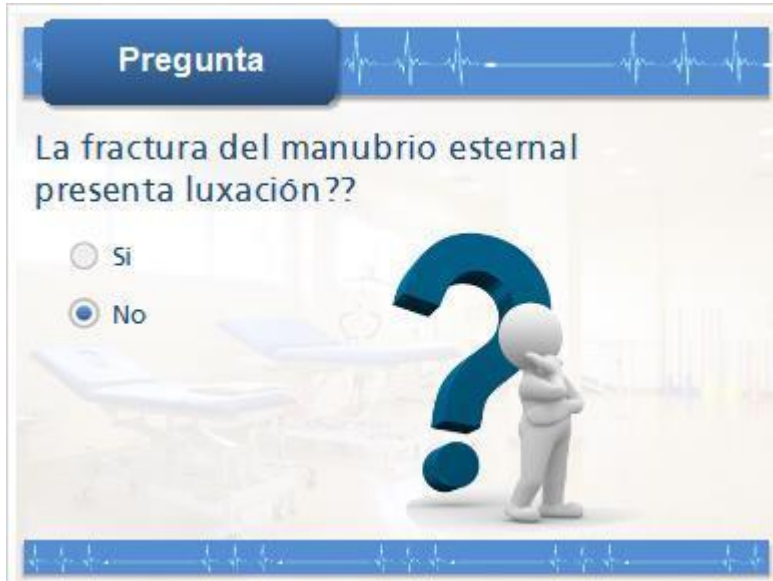 Pregunta
La fractura del manubrio esternal
presenta luxación??
Si
No